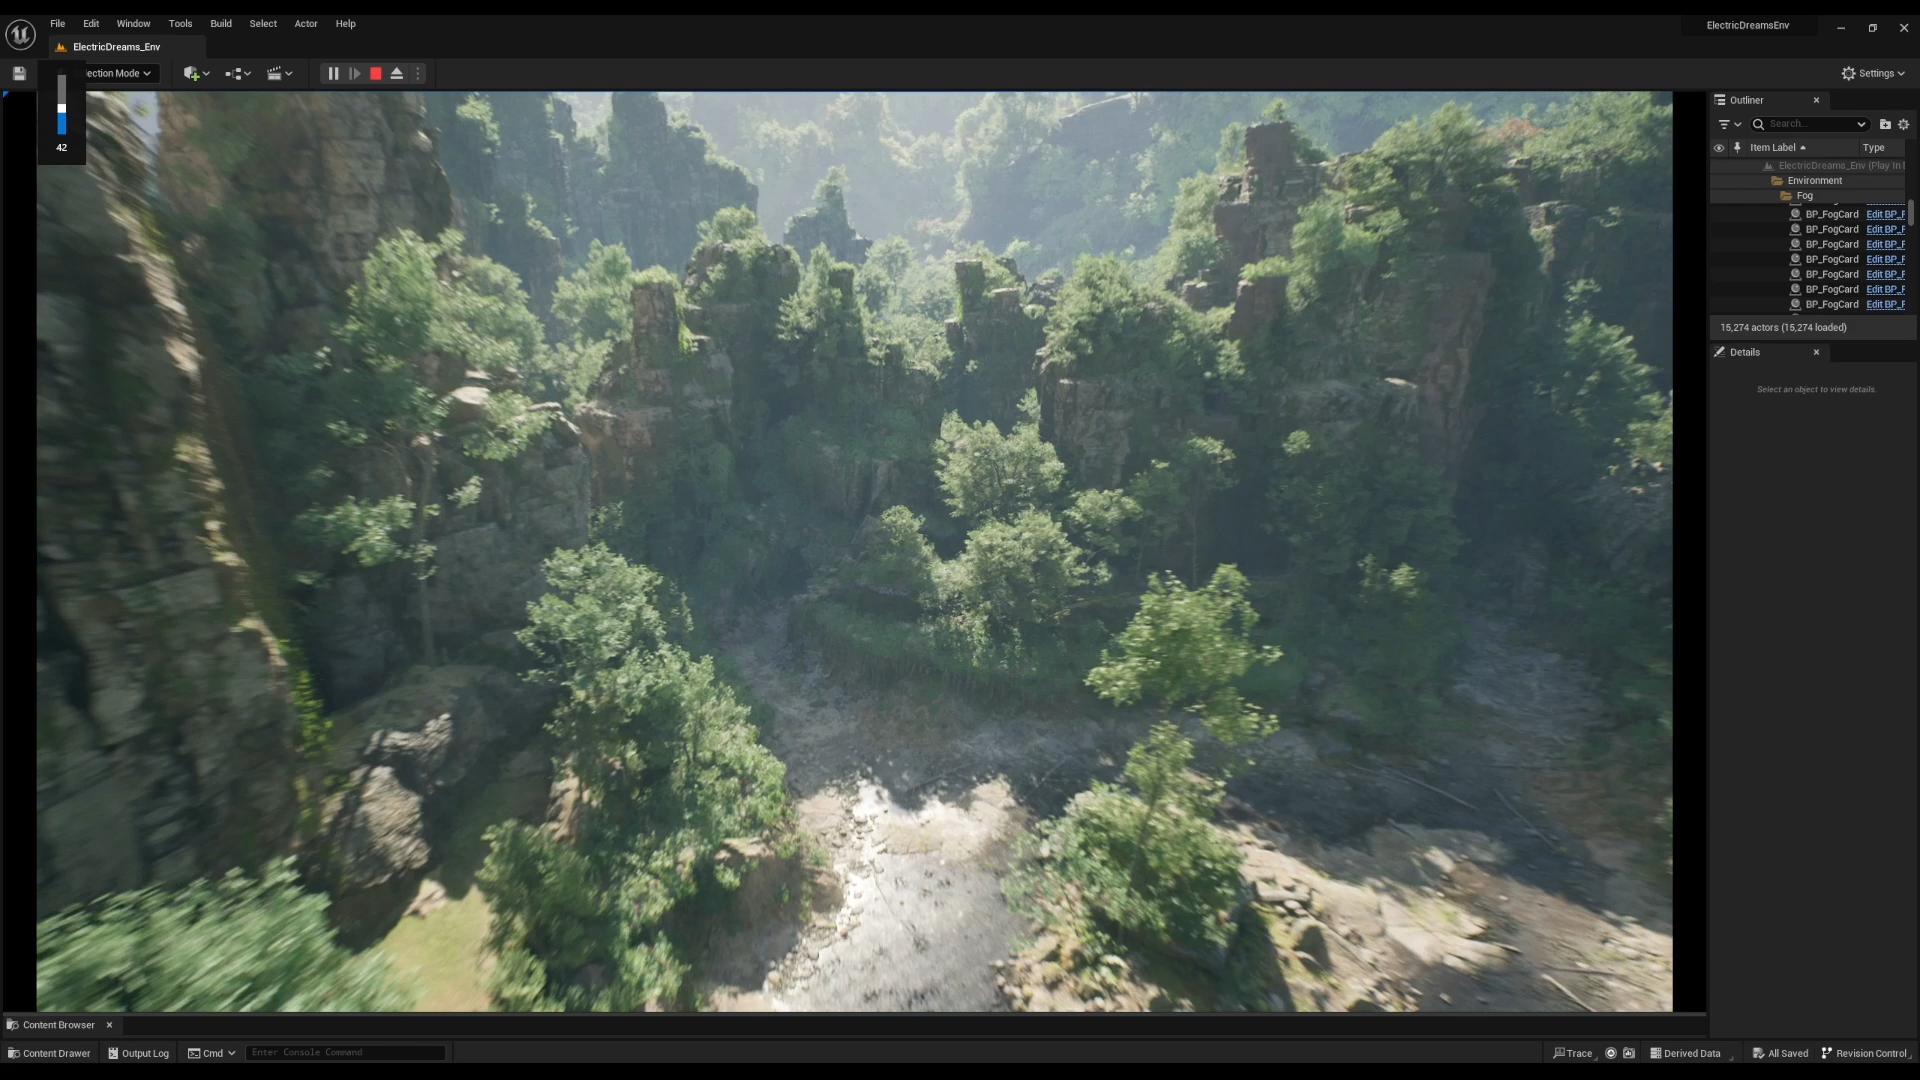 File Edit Window Tools Build Select Actor Help
ElectricDreamsEnv
ElectricDreams_Env
ection Mode
Settings
42
Outliner
Search...
Item Label Type
ElectricDreams_Env (Play In
Environment
Fog
BP_FogCard Edit BP_F
BP_FogCard Edit BP_F
BP_FogCard Edit BP_F
BP_FogCard Edit BP_F
BP_FogCard Edit BP_F
BP_FogCard Edit BP_F
BP_FogCard Edit BP_F
15,274 actors (15,274 loaded)
Details
Select an object to view details.
Content Browser
Content Drawer Output Log Cmd Enter Console Command Trace Derived Data All Saved Revision Control